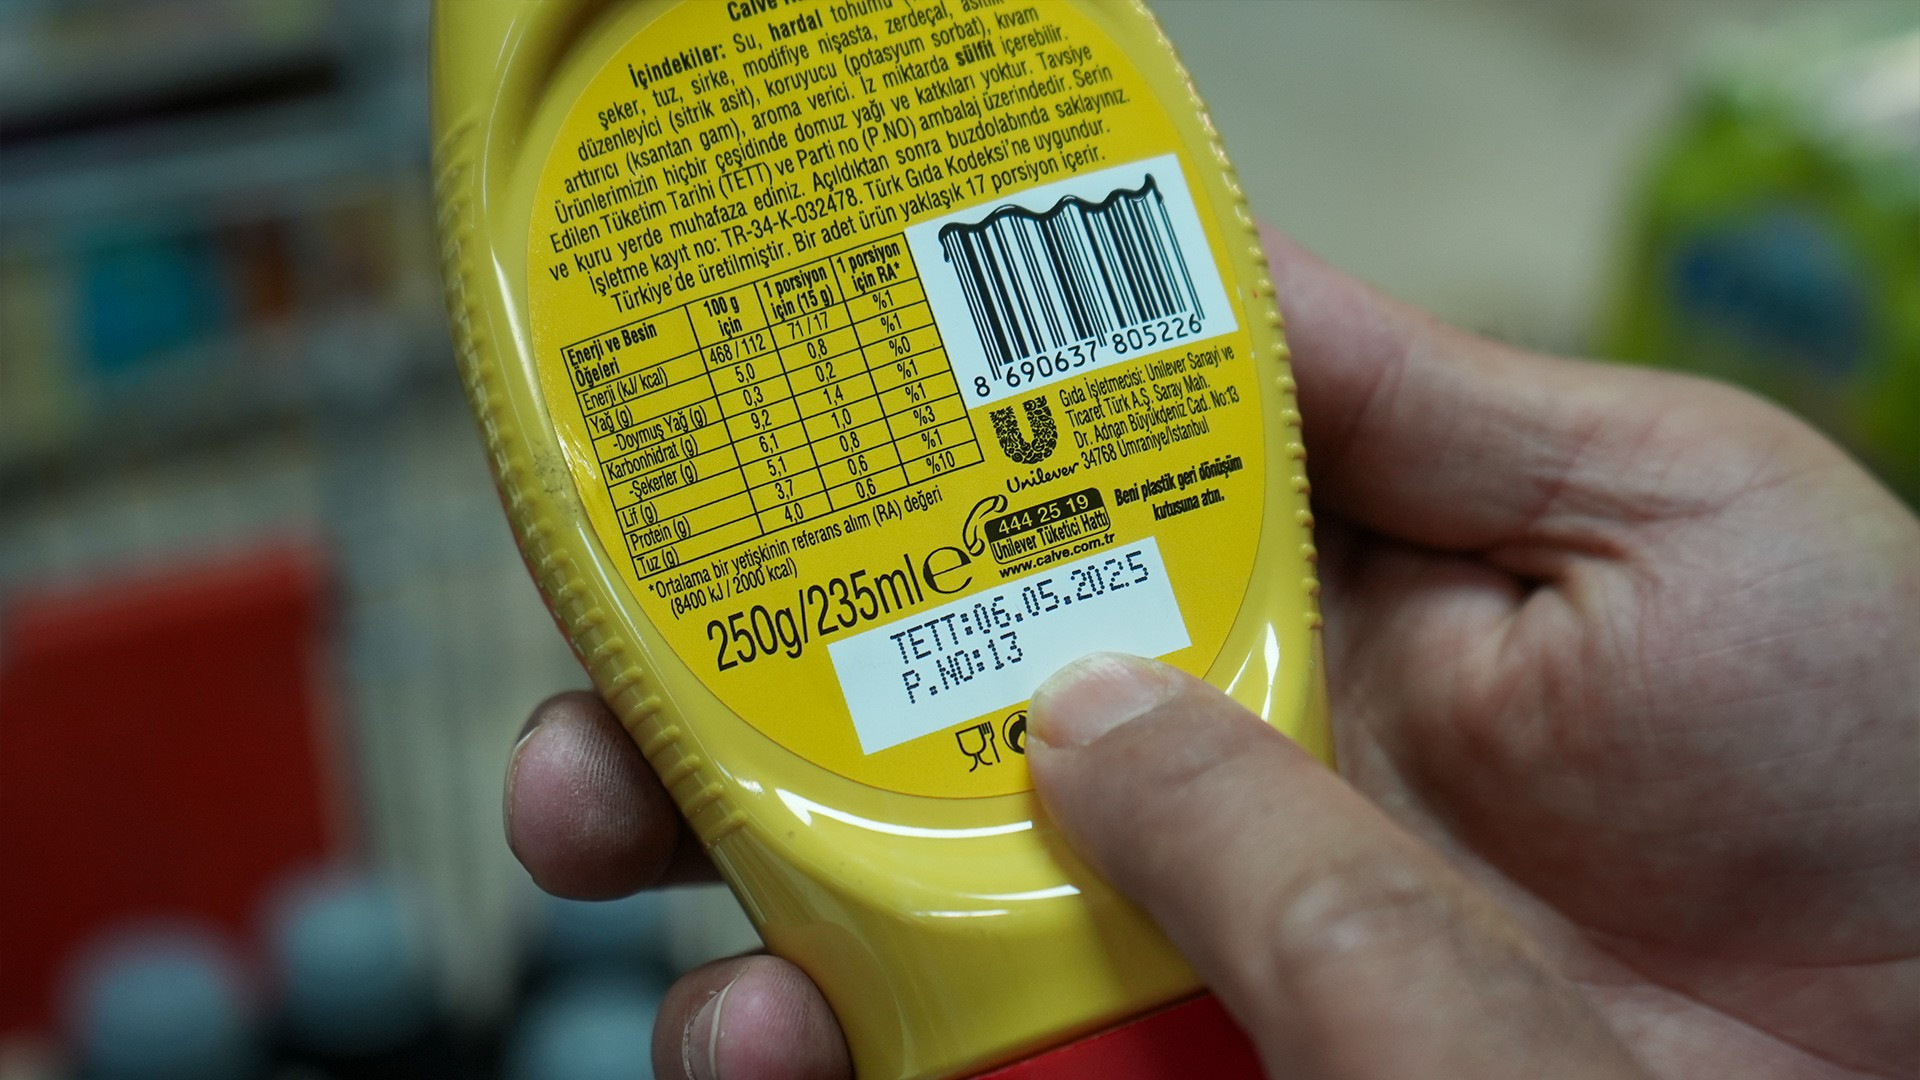 Calve
İçindekiler: Su, hardal tohumu
şeker, tuz, sirke, modifiye nişasta, zerdeçal, asitlik
düzenleyici (sitrik asit), koruyucu (potasyum sorbat), kıvam
arttırıcı (ksantan gam), aroma verici. İz miktarda sülfit içerebilir.
Ürünlerimizin hiçbir çeşidinde domuz yağı ve katkıları yoktur. Tavsiye
Edilen Tüketim Tarihi (TETT) ve Parti no (P.NO) ambalaj üzerindedir. Serin
ve kuru yerde muhafaza ediniz. Açıldıktan sonra buzdolabında saklayınız.
İşletme kayıt no: TR-34-K-032478. Türk Gıda Kodeksi'ne uygundur.
Türkiye'de üretilmiştir. Bir adet ürün yaklaşık 17 porsiyon içerir.
Enerji ve Besin Öğeleri 100 g için 1 porsiyon için (15 g) 1 porsiyon için RA*
Enerji (kJ/ kcal) 468 / 112 71 / 17 %1
Yağ (g) 5,0 0,8 %1
-Doymuş Yağ (g) 0,3 0,2 %0
Karbonhidrat (g) 9,2 1,4 %1
-Şekerler (g) 6,1 1,0 %1
Lif (g) 5,1 0,8 %3
Protein (g) 3,7 0,6 %1
Tuz (g) 4,0 0,6 %10
*Ortalama bir yetişkinin referans alım (RA) değeri
(8400 kJ / 2000 kcal)
8 690637 805226
Gıda İşletmecisi: Unilever Sanayi ve
Ticaret Türk A.Ş. Saray Mah.
Dr. Adnan Büyükdeniz Cad. No:13
34768 Ümraniye/İstanbul
Unilever
444 25 19
Unilever Tüketici Hattı
www.calve.com.tr
Beni plastik geri dönüşüm
kutusuna atın.
250g/235ml e
TETT:06.05.2025
P.NO:13